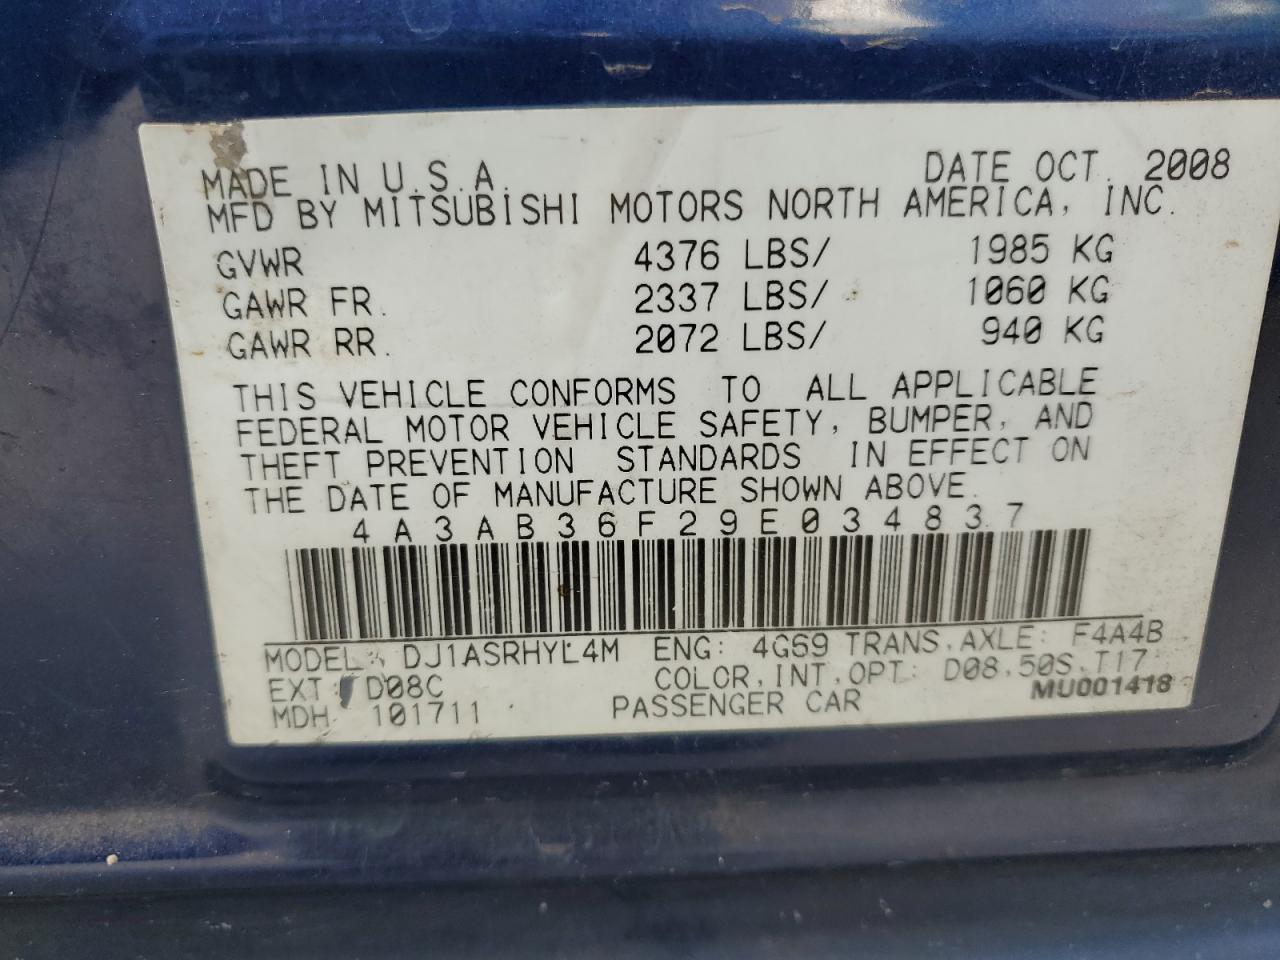 MADE IN U.S.A. DATE OCT. 2008
MFD BY MITSUBISHI MOTORS NORTH AMERICA, INC.
GVWR 4376 LBS/ 1985 KG
GAWR FR. 2337 LBS/ 1060 KG
GAWR RR. 2072 LBS/ 940 KG
THIS VEHICLE CONFORMS TO ALL APPLICABLE
FEDERAL MOTOR VEHICLE SAFETY, BUMPER, AND
THEFT PREVENTION STANDARDS IN EFFECT ON
THE DATE OF MANUFACTURE SHOWN ABOVE.
4A3AB36F29E034837
MODEL: DJ1ASRHYL4M ENG: 4G69 TRANS.AXLE: F4A4B
EXT: D08C COLOR,INT,OPT: D08,50S,T17
MDH 101711 PASSENGER CAR MU001418